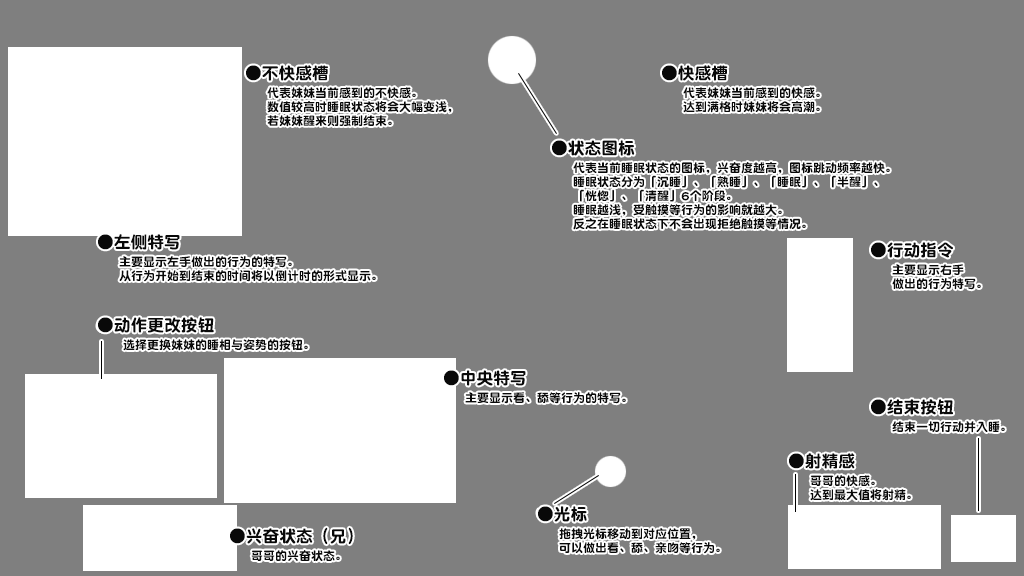 ●不快感槽
代表妹妹当前感到的不快感。
数值较高时睡眠状态将会大幅变浅，
若妹妹醒来则强制结束。
●快感槽
代表妹妹当前感到的快感。
达到满格时妹妹将会高潮。
●状态图标
代表当前睡眠状态的图标，兴奋度越高，图标跳动频率越快。
睡眠状态分为「沉睡」、「熟睡」、「睡眠」、「半醒」、
「恍惚」、「清醒」6个阶段。
睡眠越浅，受触摸等行为的影响就越大。
反之在睡眠状态下不会出现拒绝触摸等情况。
●左侧特写
主要显示左手做出的行为的特写。
从行为开始到结束的时间将以倒计时的形式显示。
●行动指令
主要显示右手
做出的行为特写。
●动作更改按钮
选择更换妹妹的睡相与姿势的按钮。
●中央特写
主要显示看、舔等行为的特写。
●结束按钮
结束一切行动并入睡。
●射精感
哥哥的快感。
达到最大值将射精。
●光标
拖拽光标移动到对应位置，
可以做出看、舔、亲吻等行为。
●兴奋状态（兄）
哥哥的兴奋状态。